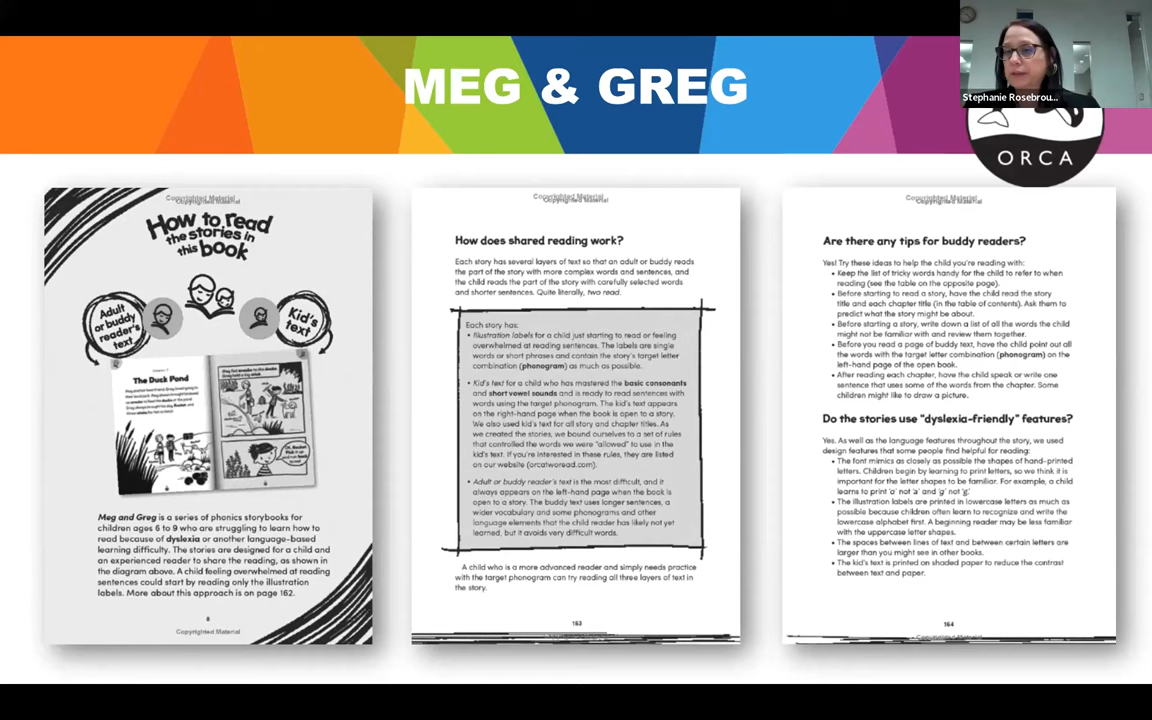 MEG & GREG
Stephanie Rosebrou...
ORCA
Copyrighted Material
Copyrighted Material
How to read
the stories in
this book
Adult
or buddy
reader's
text
Kid's
text
The Duck Pond
Meg and Greg is a series of phonics storybooks for
children ages 6 to 9 who are struggling to learn how to
read because of dyslexia or another language-based
learning difficulty. The stories are designed for a child and
an experienced reader to share the reading, as shown in
the diagram above. A child feeling overwhelmed at reading
sentences could start by reading only the illustration
labels. More about this approach is on page 162.
8
Copyrighted Material
Copyrighted Material
Copyrighted Material
How does shared reading work?
Each story has several layers of text so that an adult or buddy reads
the part of the story with more complex words and sentences, and
the child reads the part of the story with carefully selected words
and shorter sentences. Quite literally, two read.
Each story has:
• Illustration labels for a child just starting to read or feeling
overwhelmed at reading sentences. The labels are single
words or short phrases and contain the story's target letter
combination (phonogram) as much as possible.
• Kid's text for a child who has mastered the basic consonants
and short vowel sounds and is ready to read sentences with
words using the target phonogram. The kid's text appears
on the right-hand page when the book is open to a story.
We also used kid's text for all story and chapter titles. As
we created the stories, we bound ourselves to a set of rules
that controlled the words we were "allowed" to use in the
kid's text. If you're interested in these rules, they are listed
on our website (orcatworead.com).
• Adult or buddy reader's text is the most difficult, and it
always appears on the left-hand page when the book is
open to a story. The buddy text uses longer sentences, a
wider vocabulary and some phonograms and other
language elements that the child reader has likely not yet
learned, but it avoids very difficult words.
A child who is a more advanced reader and simply needs practice
with the target phonogram can try reading all three layers of text in
the story.
163
Copyrighted Material
Copyrighted Material
Copyrighted Material
Are there any tips for buddy readers?
Yes! Try these ideas to help the child you're reading with:
• Keep the list of tricky words handy for the child to refer to when
reading (see the table on the opposite page).
• Before starting to read a story, have the child read the story
title and each chapter title (in the table of contents). Ask them to
predict what the story might be about.
• Before starting a story, write down a list of all the words the child
might not be familiar with and review them together.
• Before you read a page of buddy text, have the child point out all
the words with the target letter combination (phonogram) on the
left-hand page of the open book.
• After reading each chapter, have the child speak or write one
sentence that uses some of the words from the chapter. Some
children might like to draw a picture.
Do the stories use "dyslexia-friendly" features?
Yes. As well as the language features throughout the story, we used
design features that some people find helpful for reading:
• The font mimics as closely as possible the shapes of hand-printed
letters. Children begin by learning to print letters, so we think it is
important for the letter shapes to be familiar. For example, a child
learns to print 'a' not 'a' and 'g' not 'g.'
• The illustration labels are printed in lowercase letters as much as
possible because children often learn to recognize and write the
lowercase alphabet first. A beginning reader may be less familiar
with the uppercase letter shapes.
• The spaces between lines of text and between certain letters are
larger than you might see in other books.
• The kid's text is printed on shaded paper to reduce the contrast
between text and paper.
164
Copyrighted Material